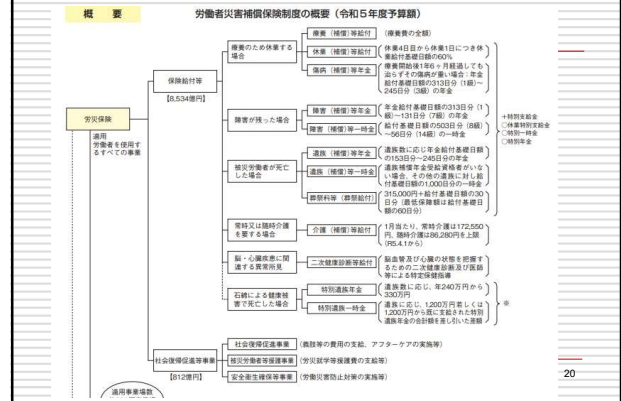 概　要
労働者災害補償保険制度の概要（令和５年度予算額）
労災保険
適用
労働者を使用す
るすべての事業
保険給付等
【8,534億円】
療養のため休業する
場合
療養（補償）等給付
（療養費の全額）
休業（補償）等給付
休業4日目から休業1日につき休
業給付基礎日額の60%
傷病（補償）等年金
療養開始後1年6ヶ月経過しても
治らずその傷病が重い場合：年金
給付基礎日額の313日分（1級）〜
245日分（3級）の年金
障害が残った場合
障害（補償）等年金
年金給付基礎日額の313日分（1
級）〜131日分（7級）の年金
障害（補償）等一時金
給付基礎日額の503日分（8級）
〜56日分（14級）の一時金
被災労働者が死亡
した場合
遺族（補償）等年金
遺族数に応じ年金給付基礎日額
の153日分〜245日分の年金
遺族（補償）等一時金
遺族補償年金受給資格者がいな
い場合、その他の遺族に対し給
付基礎日額の1,000日分の一時金
葬祭料等（葬祭給付）
315,000円＋給付基礎日額の30
日分（最低保障額は給付基礎日
額の60日分）
＋特別支給金
○休業特別支給金
○特別一時金
○特別年金
常時又は随時介護
を要する場合
介護（補償）等給付
1月当たり、常時介護は172,550
円、随時介護は86,280円を上限
（R5.4.1から）
脳・心臓疾患に関
連する異常所見
二次健康診断等給付
脳血管及び心臓の状態を把握す
るための二次健康診断及び医師
等による特定保健指導
石綿による健康被
害で死亡した場合
特別遺族年金
遺族数に応じ、年240万円から
330万円
特別遺族一時金
遺族に応じ、1,200万円若しくは
1,200万円から既に支給された特別
遺族年金の合計額を差し引いた差額
※
社会復帰促進等事業
【812億円】
社会復帰促進事業
（義肢等の費用の支給、アフターケアの実施等）
被災労働者等援護事業
（労災就学等援護費の支給等）
安全衛生確保等事業
（労働災害防止対策の実施等）
適用事業場数
20